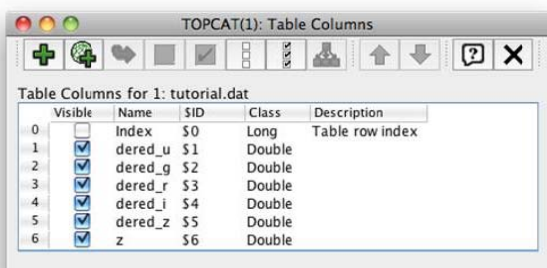 TOPCAT(1): Table Columns
Table Columns for 1: tutorial.dat
Visible Name $ID Class Description
0 Index $0 Long Table row index
1 dered_u $1 Double
2 dered_g $2 Double
3 dered_r $3 Double
4 dered_i $4 Double
5 dered_z $5 Double
6 z $6 Double